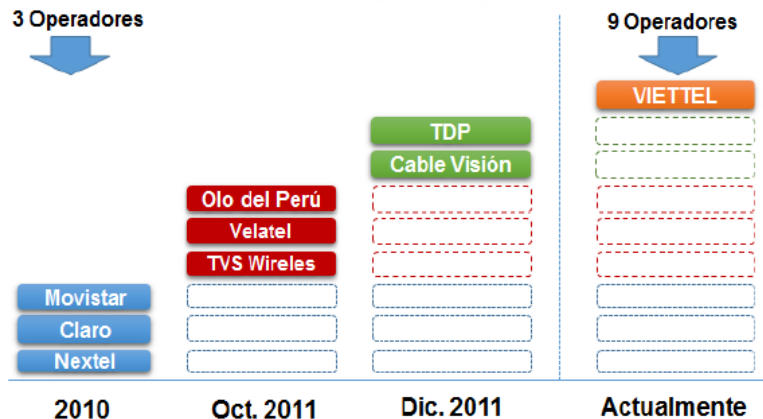 3 Operadores
9 Operadores
VIETTEL
TDP
Cable Visión
Olo del Perú
Velatel
TVS Wireles
Movistar
Claro
Nextel
2010
Oct. 2011
Dic. 2011
Actualmente